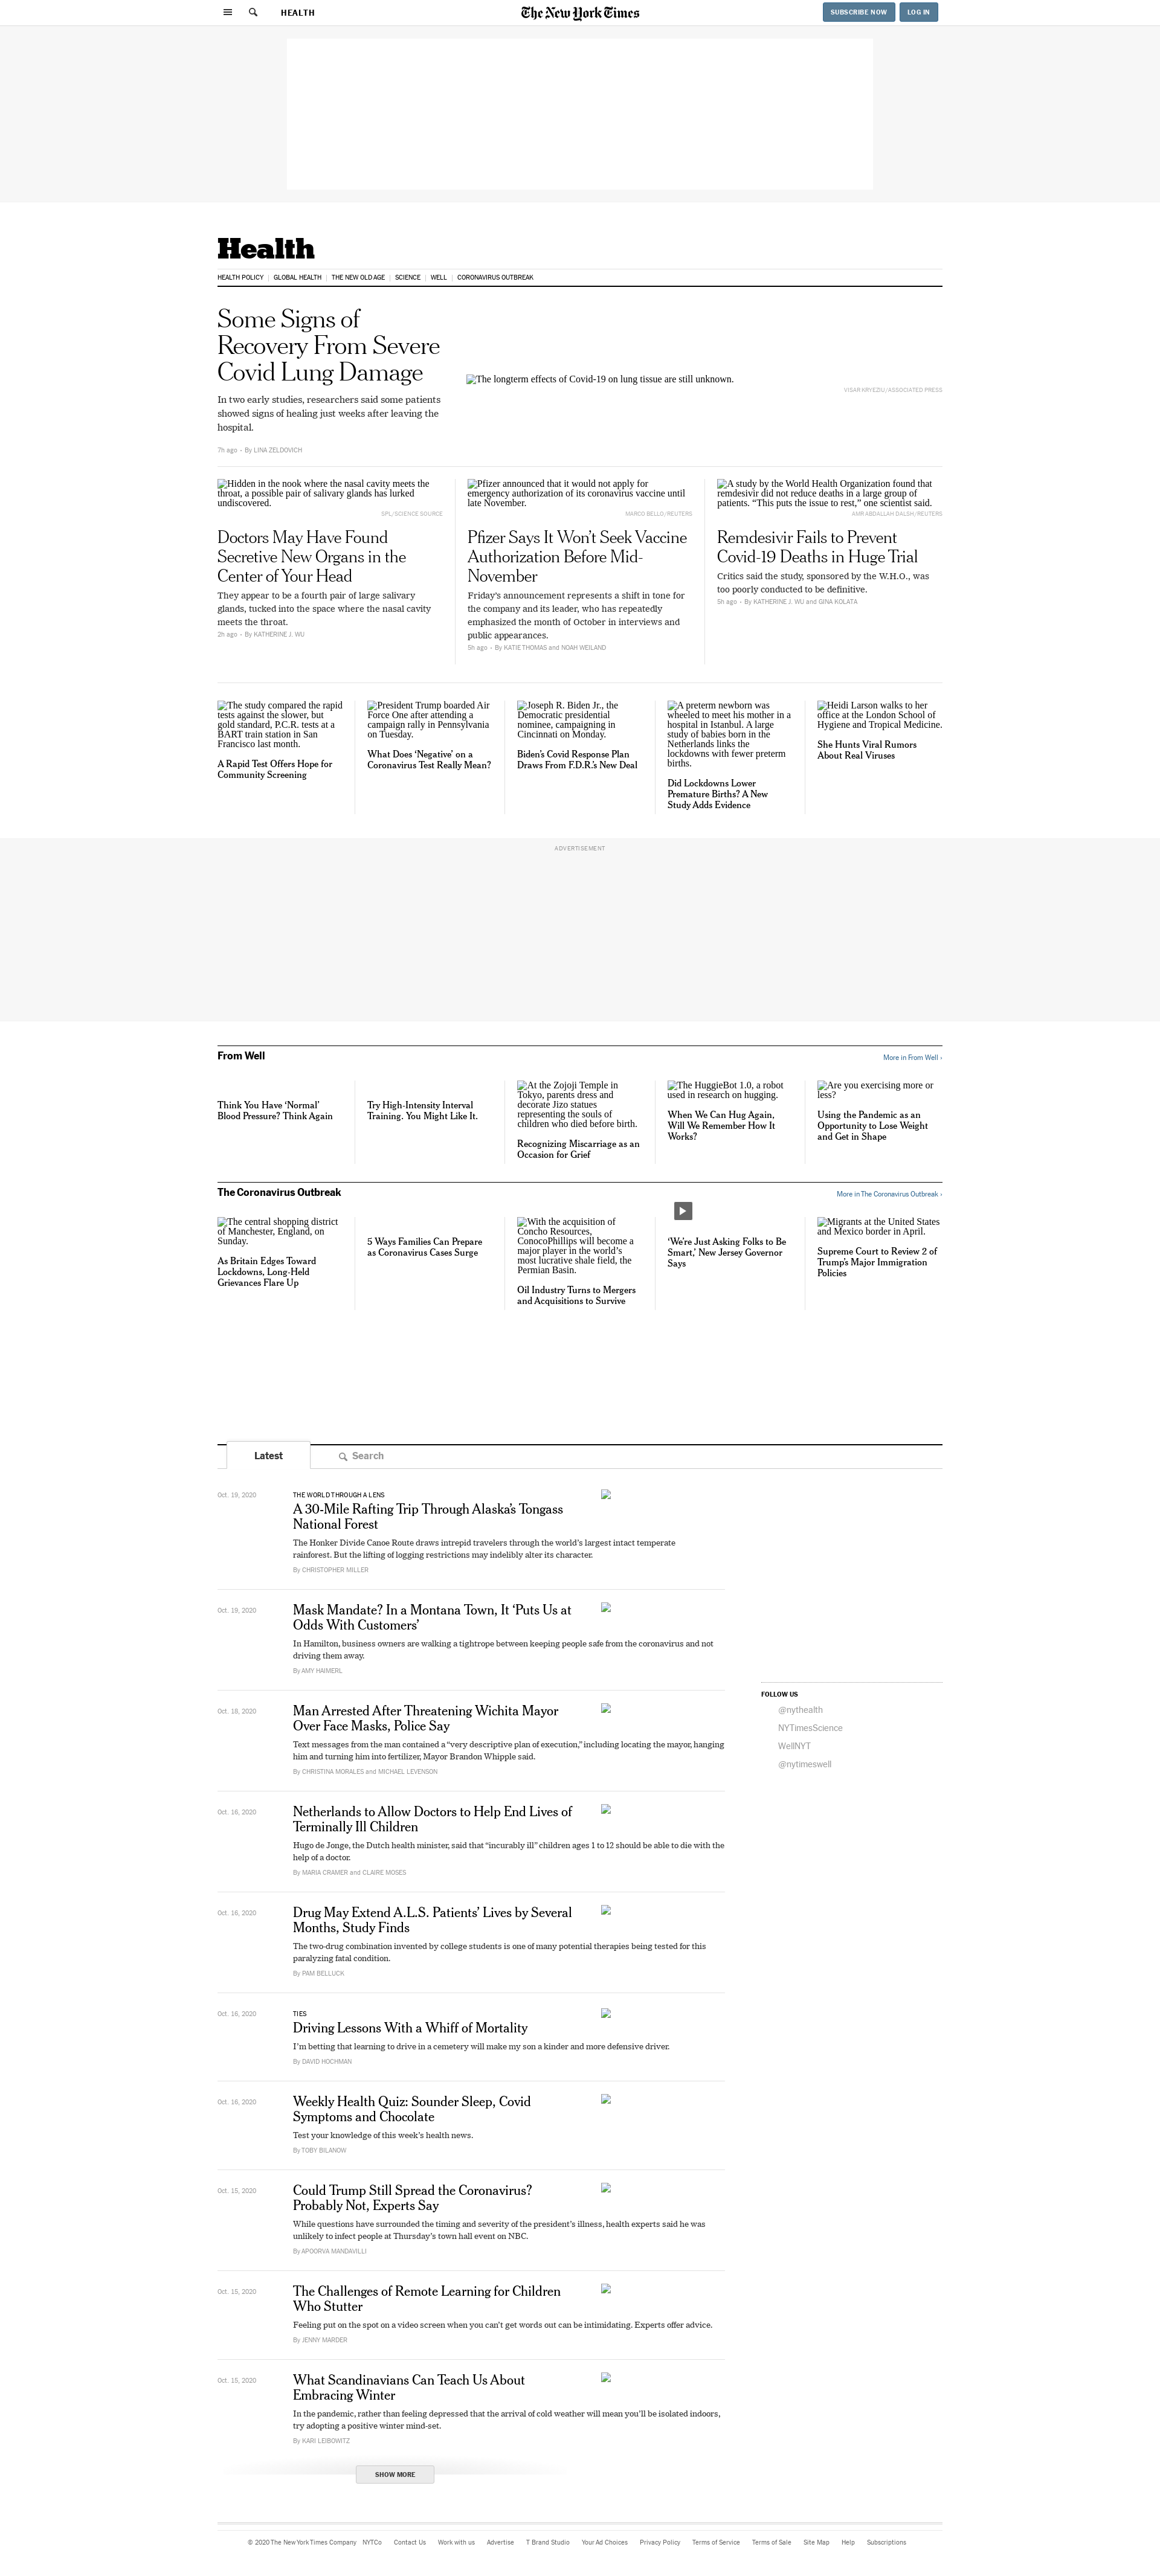 HEALTH
The New York Times
SUBSCRIBE NOW
LOG IN
Health
HEALTH POLICY
GLOBAL HEALTH
THE NEW OLD AGE
SCIENCE
WELL
CORONAVIRUS OUTBREAK
Some Signs of
Recovery From Severe
Covid Lung Damage
In two early studies, researchers said some patients
showed signs of healing just weeks after leaving the
hospital.
7h ago - By LINA ZELDOVICH
The longterm effects of Covid-19 on lung tissue are still unknown.
VISAR KRYEZIU/ASSOCIATED PRESS
Hidden in the nook where the nasal cavity meets the
throat, a possible pair of salivary glands has lurked
undiscovered.
SPL/SCIENCE SOURCE
Doctors May Have Found
Secretive New Organs in the
Center of Your Head
They appear to be a fourth pair of large salivary
glands, tucked into the space where the nasal cavity
meets the throat.
2h ago - By KATHERINE J. WU
Pfizer announced that it would not apply for
emergency authorization of its coronavirus vaccine until
late November.
MARCO BELLO/REUTERS
Pfizer Says It Won’t Seek Vaccine
Authorization Before Mid-
November
Friday’s announcement represents a shift in tone for
the company and its leader, who has repeatedly
emphasized the month of October in interviews and
public appearances.
5h ago - By KATIE THOMAS and NOAH WEILAND
A study by the World Health Organization found that
remdesivir did not reduce deaths in a large group of
patients. “This puts the issue to rest,” one scientist said.
AMR ABDALLAH DALSH/REUTERS
Remdesivir Fails to Prevent
Covid-19 Deaths in Huge Trial
Critics said the study, sponsored by the W.H.O., was
too poorly conducted to be definitive.
5h ago - By KATHERINE J. WU and GINA KOLATA
The study compared the rapid
tests against the slower, but
gold standard, P.C.R. tests at a
BART train station in San
Francisco last month.
A Rapid Test Offers Hope for
Community Screening
President Trump boarded Air
Force One after attending a
campaign rally in Pennsylvania
on Tuesday.
What Does ‘Negative’ on a
Coronavirus Test Really Mean?
Joseph R. Biden Jr., the
Democratic presidential
nominee, campaigning in
Cincinnati on Monday.
Biden’s Covid Response Plan
Draws From F.D.R.’s New Deal
A preterm newborn was
wheeled to meet his mother in a
hospital in Istanbul. A large
study of babies born in the
Netherlands links the
lockdowns with fewer preterm
births.
Did Lockdowns Lower
Premature Births? A New
Study Adds Evidence
Heidi Larson walks to her
office at the London School of
Hygiene and Tropical Medicine.
She Hunts Viral Rumors
About Real Viruses
ADVERTISEMENT
From Well
More in From Well ›
Think You Have ‘Normal’
Blood Pressure? Think Again
Try High-Intensity Interval
Training. You Might Like It.
At the Zojoji Temple in
Tokyo, parents dress and
decorate Jizo statues
representing the souls of
children who died before birth.
Recognizing Miscarriage as an
Occasion for Grief
The HuggieBot 1.0, a robot
used in research on hugging.
When We Can Hug Again,
Will We Remember How It
Works?
Are you exercising more or
less?
Using the Pandemic as an
Opportunity to Lose Weight
and Get in Shape
The Coronavirus Outbreak
More in The Coronavirus Outbreak ›
The central shopping district
of Manchester, England, on
Sunday.
As Britain Edges Toward
Lockdowns, Long-Held
Grievances Flare Up
5 Ways Families Can Prepare
as Coronavirus Cases Surge
With the acquisition of
Concho Resources,
ConocoPhillips will become a
major player in the world’s
most lucrative shale field, the
Permian Basin.
Oil Industry Turns to Mergers
and Acquisitions to Survive
‘We’re Just Asking Folks to Be
Smart,’ New Jersey Governor
Says
Migrants at the United States
and Mexico border in April.
Supreme Court to Review 2 of
Trump’s Major Immigration
Policies
Latest
Search
Oct. 19, 2020
THE WORLD THROUGH A LENS
A 30-Mile Rafting Trip Through Alaska’s Tongass
National Forest
The Honker Divide Canoe Route draws intrepid travelers through the world’s largest intact temperate
rainforest. But the lifting of logging restrictions may indelibly alter its character.
By CHRISTOPHER MILLER
Oct. 19, 2020
Mask Mandate? In a Montana Town, It ‘Puts Us at
Odds With Customers’
In Hamilton, business owners are walking a tightrope between keeping people safe from the coronavirus and not
driving them away.
By AMY HAIMERL
Oct. 18, 2020
Man Arrested After Threatening Wichita Mayor
Over Face Masks, Police Say
Text messages from the man contained a “very descriptive plan of execution,” including locating the mayor, hanging
him and turning him into fertilizer, Mayor Brandon Whipple said.
By CHRISTINA MORALES and MICHAEL LEVENSON
Oct. 16, 2020
Netherlands to Allow Doctors to Help End Lives of
Terminally Ill Children
Hugo de Jonge, the Dutch health minister, said that “incurably ill” children ages 1 to 12 should be able to die with the
help of a doctor.
By MARIA CRAMER and CLAIRE MOSES
Oct. 16, 2020
Drug May Extend A.L.S. Patients’ Lives by Several
Months, Study Finds
The two-drug combination invented by college students is one of many potential therapies being tested for this
paralyzing fatal condition.
By PAM BELLUCK
Oct. 16, 2020
TIES
Driving Lessons With a Whiff of Mortality
I’m betting that learning to drive in a cemetery will make my son a kinder and more defensive driver.
By DAVID HOCHMAN
Oct. 16, 2020
Weekly Health Quiz: Sounder Sleep, Covid
Symptoms and Chocolate
Test your knowledge of this week’s health news.
By TOBY BILANOW
Oct. 15, 2020
Could Trump Still Spread the Coronavirus?
Probably Not, Experts Say
While questions have surrounded the timing and severity of the president’s illness, health experts said he was
unlikely to infect people at Thursday’s town hall event on NBC.
By APOORVA MANDAVILLI
Oct. 15, 2020
The Challenges of Remote Learning for Children
Who Stutter
Feeling put on the spot on a video screen when you can’t get words out can be intimidating. Experts offer advice.
By JENNY MARDER
Oct. 15, 2020
What Scandinavians Can Teach Us About
Embracing Winter
In the pandemic, rather than feeling depressed that the arrival of cold weather will mean you’ll be isolated indoors,
try adopting a positive winter mind-set.
By KARI LEIBOWITZ
SHOW MORE
FOLLOW US
@nythealth
NYTimesScience
WellNYT
@nytimeswell
© 2020 The New York Times Company
NYTCo
Contact Us
Work with us
Advertise
T Brand Studio
Your Ad Choices
Privacy Policy
Terms of Service
Terms of Sale
Site Map
Help
Subscriptions